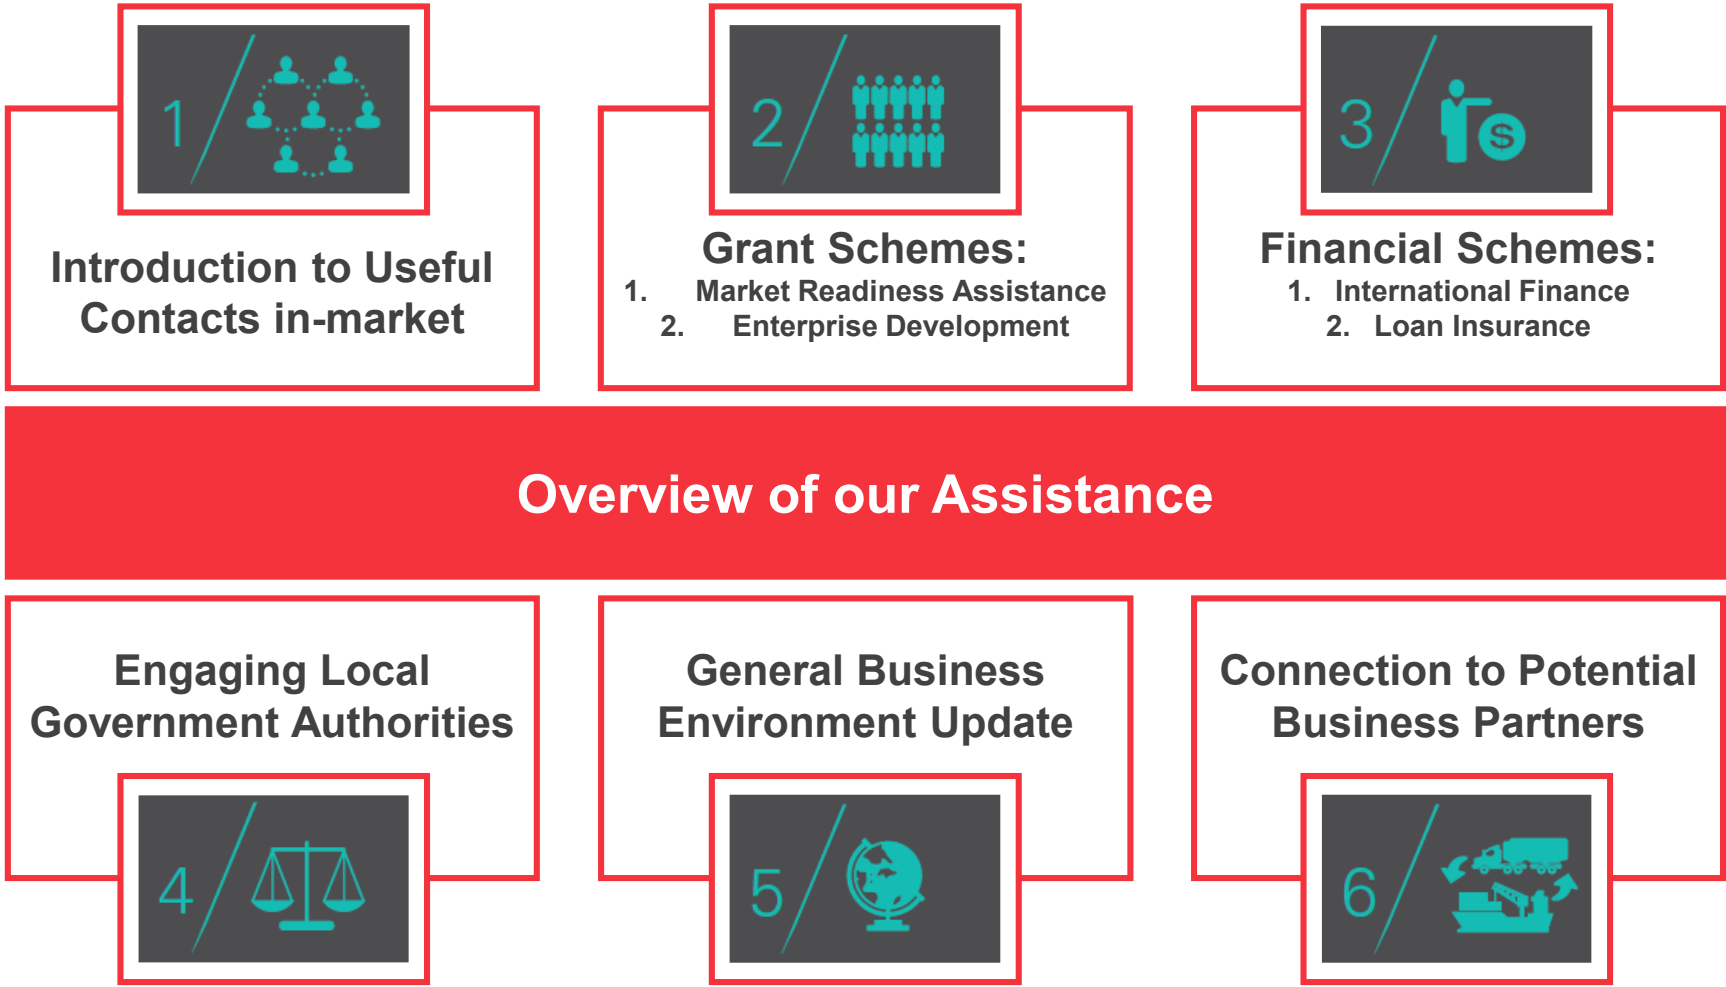 1
Introduction to Useful
Contacts in-market
2
Grant Schemes:
1. Market Readiness Assistance
2. Enterprise Development
3
$
Financial Schemes:
1. International Finance
2. Loan Insurance
Overview of our Assistance
Engaging Local
Government Authorities
4
General Business
Environment Update
5
Connection to Potential
Business Partners
6